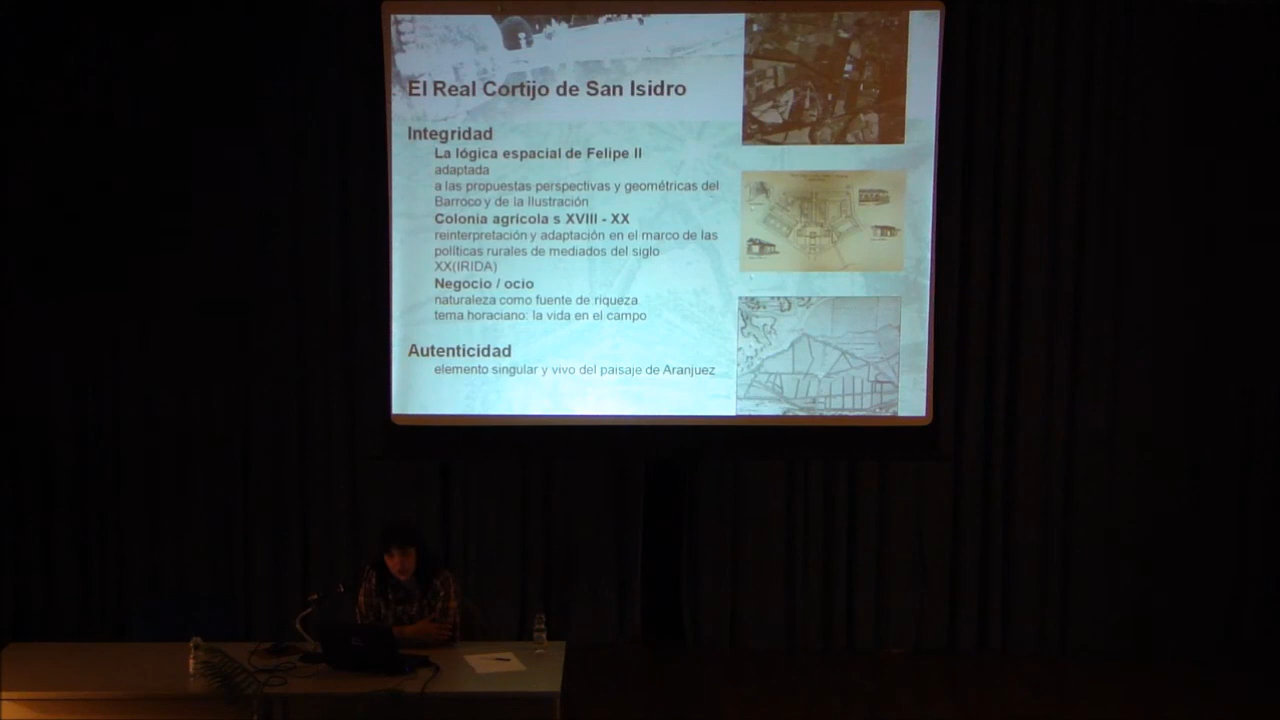 El Real Cortijo de San Isidro
Integridad
La lógica espacial de Felipe II
adaptada
a las propuestas perspectivas y geométricas del
Barroco y de la Ilustración
Colonia agrícola s XVIII - XX
reinterpretación y adaptación en el marco de las
políticas rurales de mediados del siglo
XX(IRIDA)
Negocio / ocio
naturaleza como fuente de riqueza
tema horaciano: la vida en el campo
Autenticidad
elemento singular y vivo del paisaje de Aranjuez